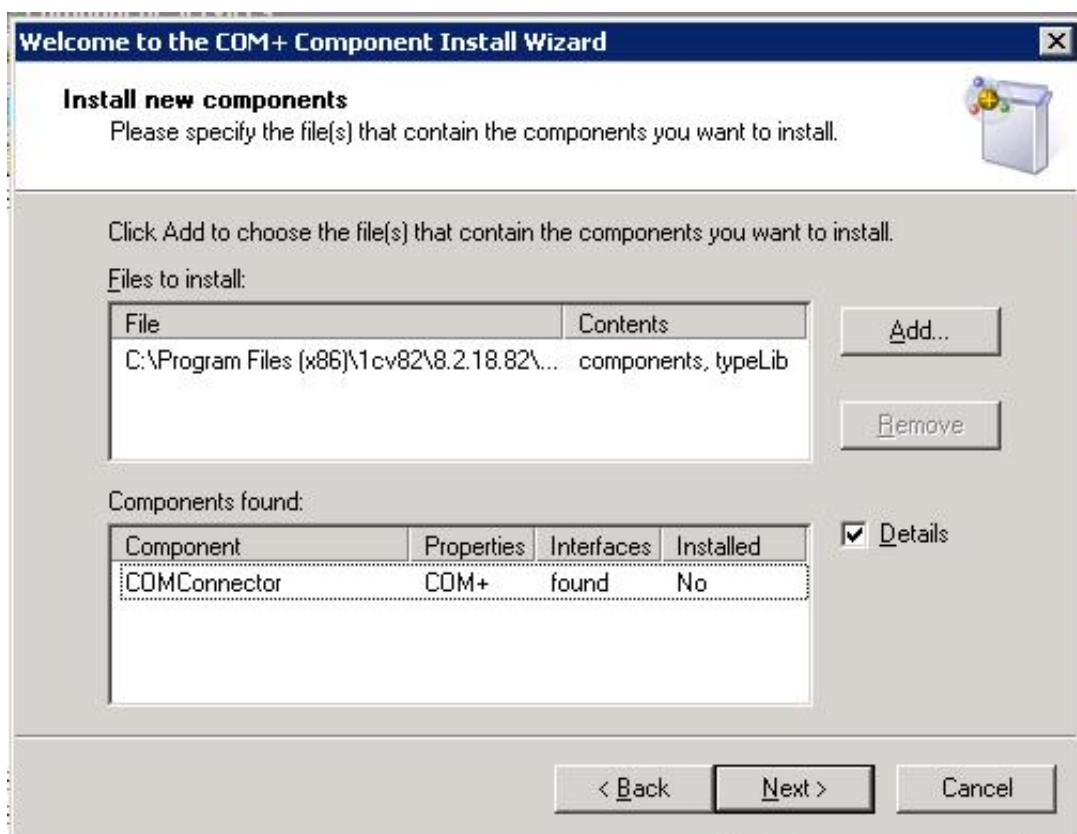 Welcome to the COM+ Component Install Wizard
Install new components
Please specify the file(s) that contain the components you want to install.
Click Add to choose the file(s) that contain the components you want to install.
Files to install:
File Contents
Add...
C:\Program Files (x86)\1cv82\8.2.18.82\... components, typeLib
Remove
Components found:
Details
Component Properties Interfaces Installed
COMConnector COM+ found No
< Back Next > Cancel